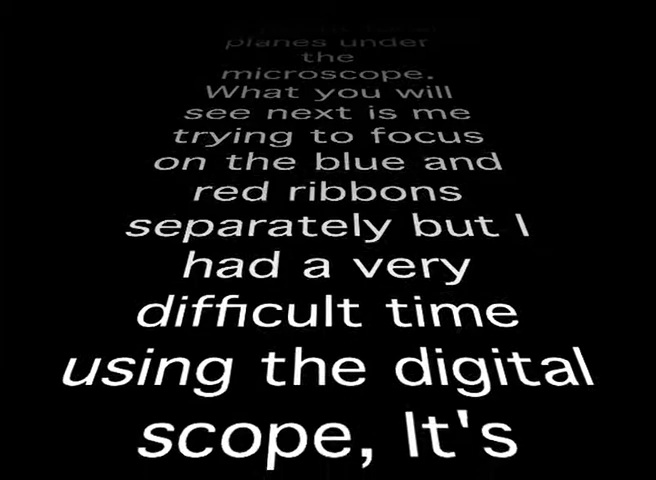 planes under
the
microscope.
What you will
see next is me
trying to focus
on the blue and
red ribbons
separately but I
had a very
difficult time
using the digital
scope, It's